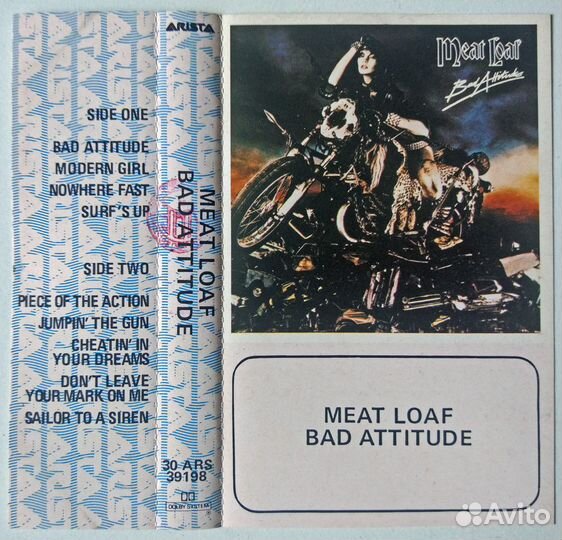 ARISTA
SIDE ONE
BAD ATTITUDE
MODERN GIRL
NOWHERE FAST
SURF'S UP
SIDE TWO
PIECE OF THE ACTION
JUMPIN' THE GUN
CHEATIN' IN
YOUR DREAMS
DON'T LEAVE
YOUR MARK ON ME
SAILOR TO A SIREN
MEAT LOAF
BAD ATTITUDE
30 ARS
39198
DOLBY SYSTEM
Meat Loaf
Bad Attitude
MEAT LOAF
BAD ATTITUDE
Avito